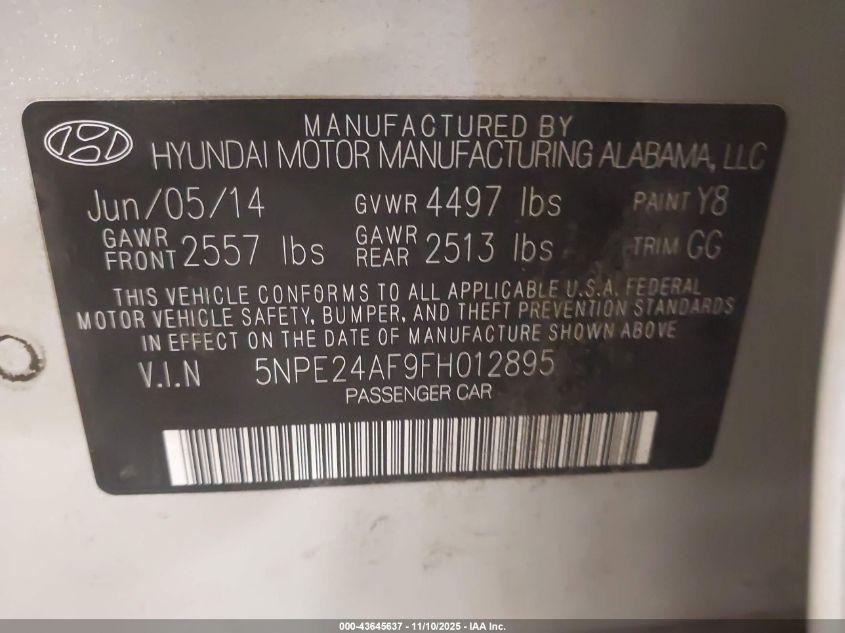 MANUFACTURED BY
HYUNDAI MOTOR MANUFACTURING ALABAMA, LLC
Jun/05/14 GVWR 4497 lbs PAINT Y8
GAWR FRONT 2557 lbs GAWR REAR 2513 lbs TRIM GG
THIS VEHICLE CONFORMS TO ALL APPLICABLE U.S.A. FEDERAL
MOTOR VEHICLE SAFETY, BUMPER, AND THEFT PREVENTION STANDARDS
IN EFFECT ON THE DATE OF MANUFACTURE SHOWN ABOVE
V.I.N 5NPE24AF9FH012895
PASSENGER CAR
000-43645637 - 11/10/2025 - IAA Inc.